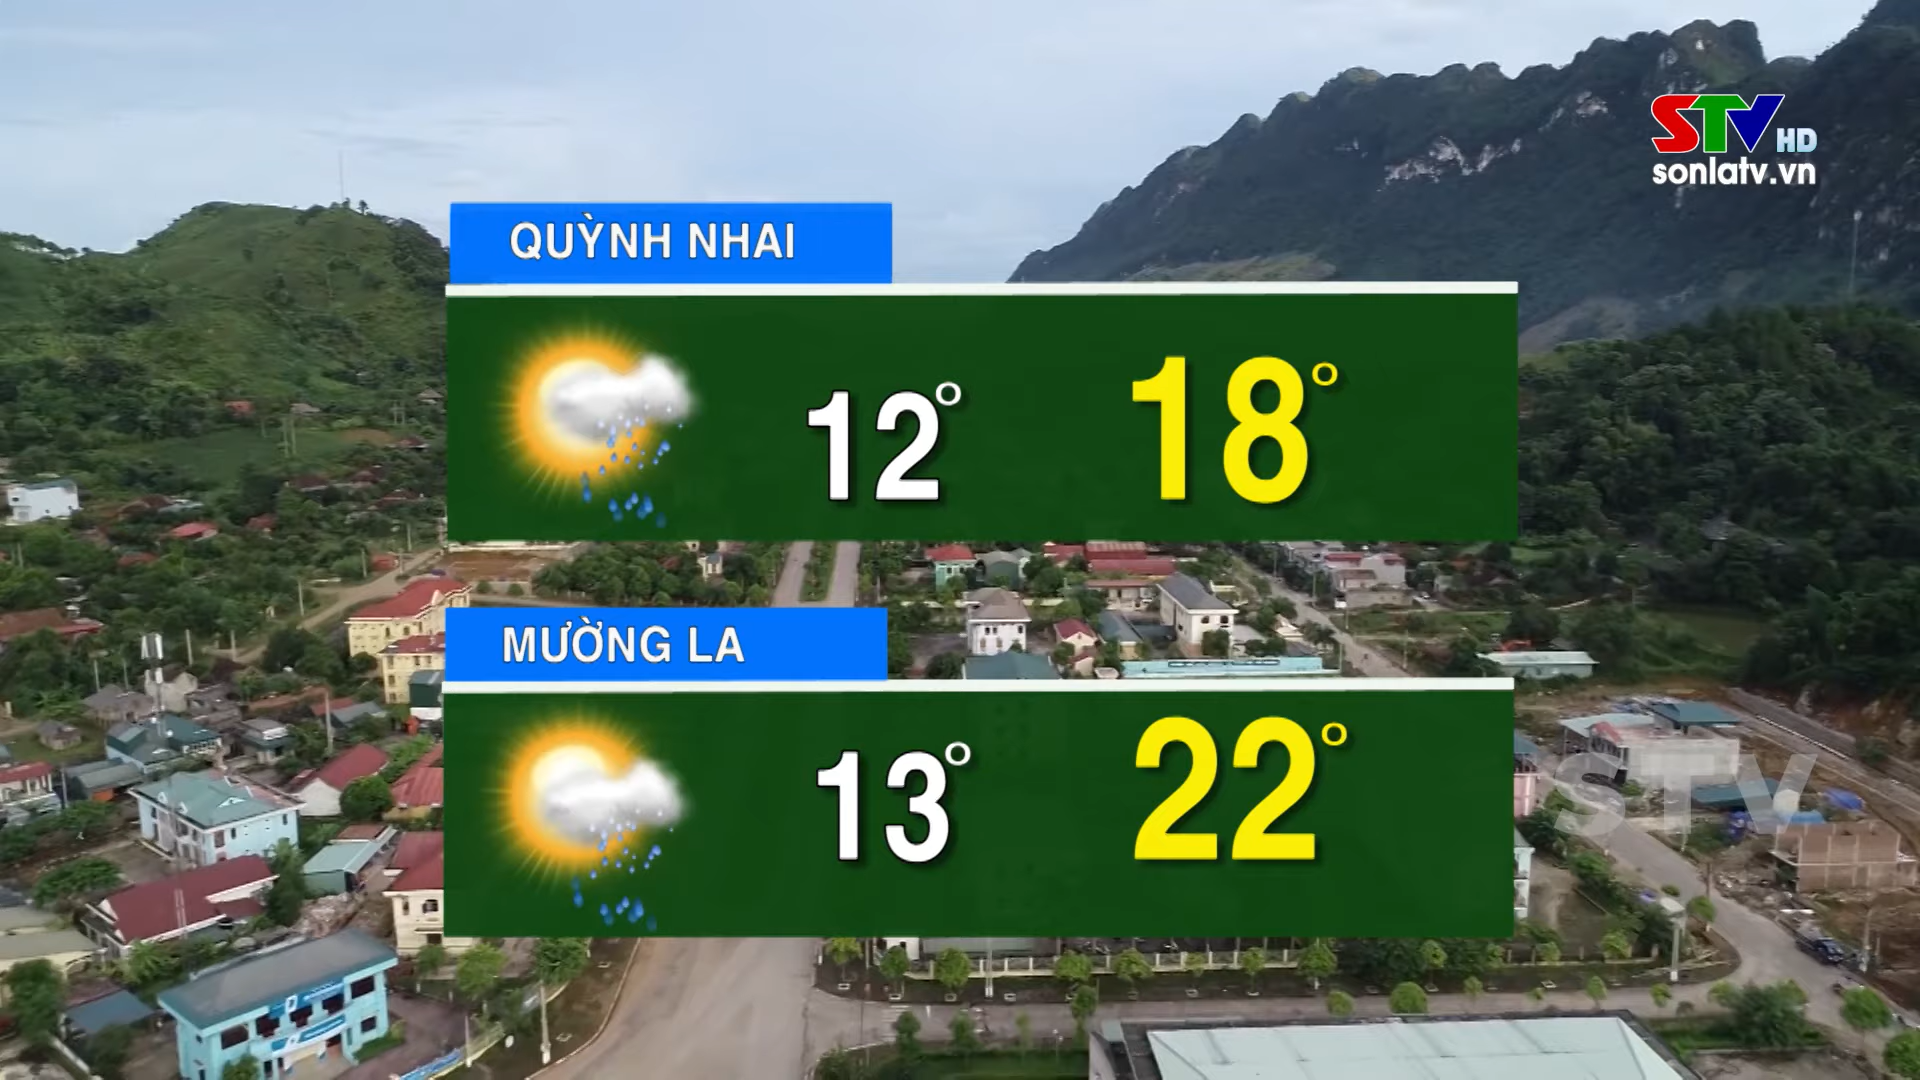 STV HD
sonlatv.vn
QUỲNH NHAI
12° 18°
MƯỜNG LA
13° 22°
STV